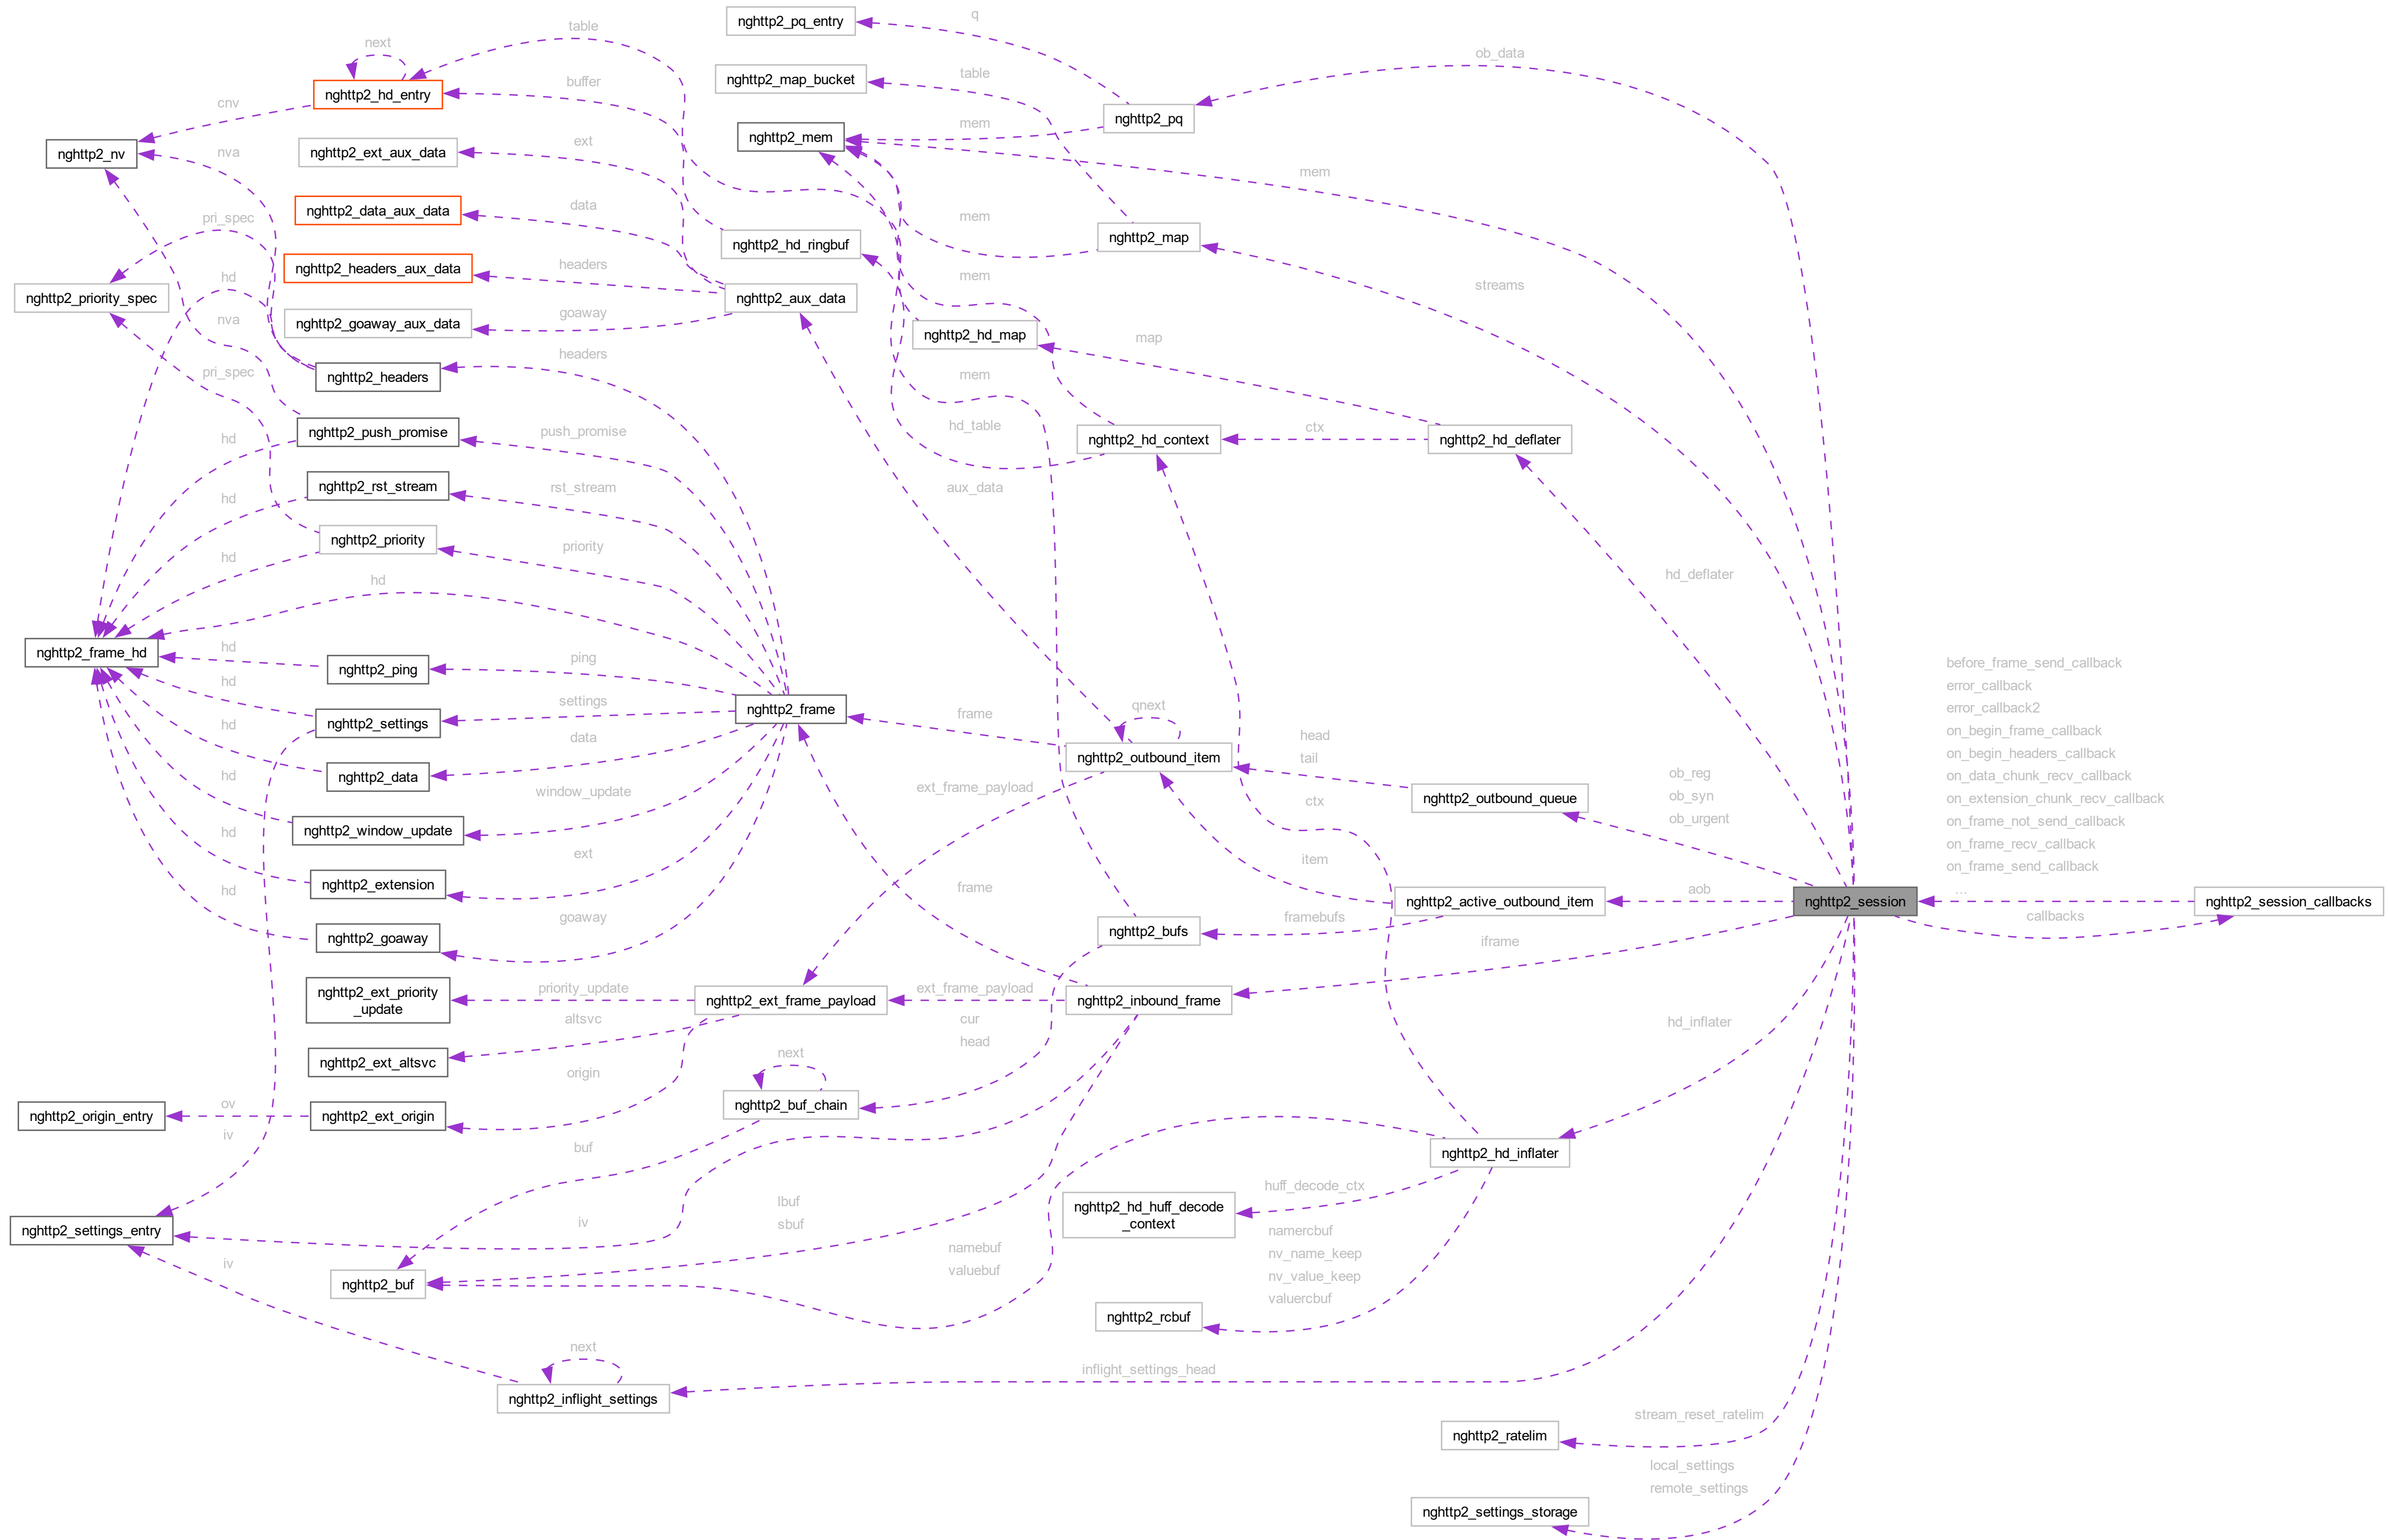 nghttp2_pq_entry
q
table
next
ob_data
nghttp2_map_bucket
table
buffer
nghttp2_hd_entry
cnv
nghttp2_pq
mem
nghttp2_mem
ext
nghttp2_nv
nva
nghttp2_ext_aux_data
mem
data
nghttp2_data_aux_data
pri_spec
mem
nghttp2_map
nghttp2_hd_ringbuf
headers
nghttp2_headers_aux_data
hd
mem
streams
nghttp2_priority_spec
nghttp2_aux_data
goaway
nghttp2_goaway_aux_data
nva
nghttp2_hd_map
map
headers
nghttp2_headers
pri_spec
mem
hd_table
ctx
nghttp2_push_promise
push_promise
hd
nghttp2_hd_context
nghttp2_hd_deflater
nghttp2_rst_stream
rst_stream
hd
aux_data
nghttp2_priority
priority
hd
hd
hd_deflater
nghttp2_frame_hd
hd
nghttp2_ping
ping
hd
nghttp2_settings
settings
nghttp2_frame
frame
qnext
hd
data
nghttp2_data
nghttp2_outbound_item
head
tail
before_frame_send_callback
error_callback
error_callback2
on_begin_frame_callback
on_begin_headers_callback
on_data_chunk_recv_callback
on_extension_chunk_recv_callback
on_frame_not_send_callback
on_frame_recv_callback
on_frame_send_callback
...
hd
window_update
nghttp2_window_update
ext_frame_payload
ctx
nghttp2_outbound_queue
ob_reg
ob_syn
ob_urgent
hd
ext
nghttp2_extension
frame
item
nghttp2_active_outbound_item
aob
nghttp2_session
nghttp2_session_callbacks
callbacks
hd
goaway
nghttp2_goaway
nghttp2_bufs
framebufs
iframe
nghttp2_ext_priority
_update
priority_update
nghttp2_ext_frame_payload
ext_frame_payload
nghttp2_inbound_frame
altsvc
cur
head
hd_inflater
nghttp2_ext_altsvc
next
origin
nghttp2_buf_chain
nghttp2_origin_entry
ov
nghttp2_ext_origin
iv
buf
nghttp2_hd_inflater
huff_decode_ctx
lbuf
sbuf
nghttp2_hd_huff_decode
_context
nghttp2_settings_entry
iv
namebuf
valuebuf
namercbuf
nv_name_keep
nv_value_keep
valuercbuf
iv
nghttp2_buf
nghttp2_rcbuf
next
inflight_settings_head
nghttp2_inflight_settings
stream_reset_ratelim
nghttp2_ratelim
local_settings
remote_settings
nghttp2_settings_storage